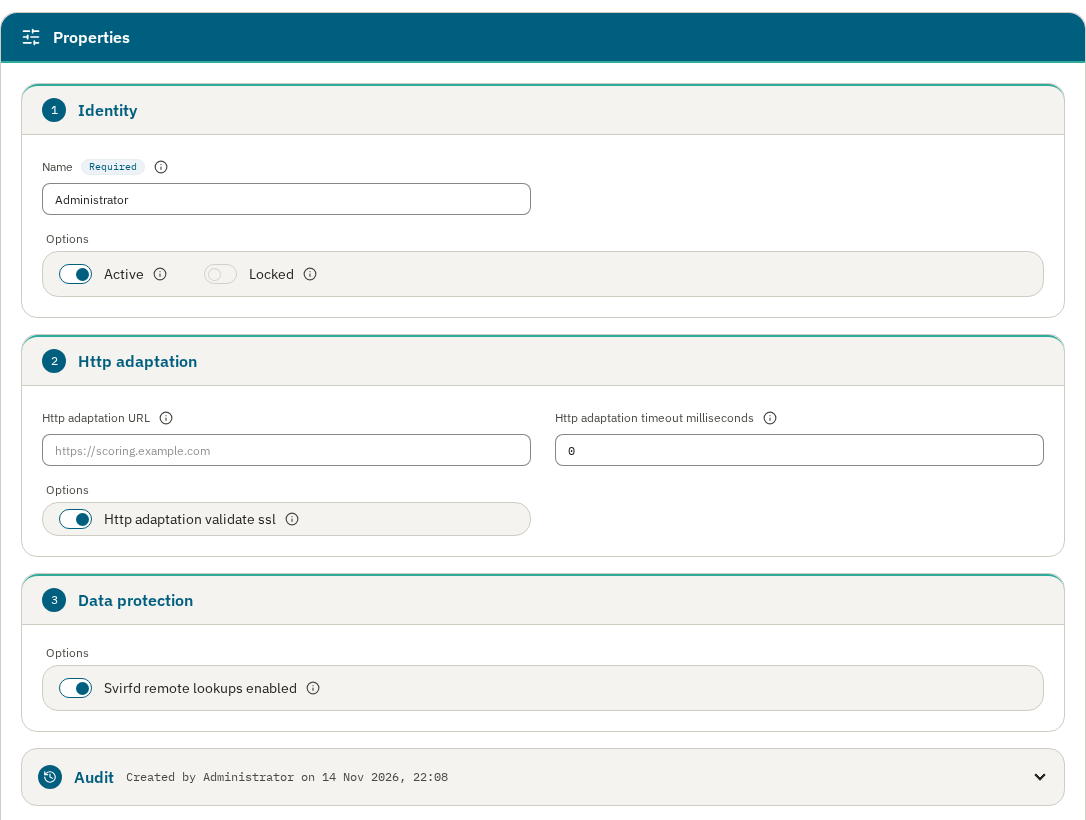 Properties
1 Identity
Name Required
Administrator
Options
Active Locked
2 Http adaptation
Http adaptation URL Http adaptation timeout milliseconds
https://scoring.example.com 0
Options
Http adaptation validate ssl
3 Data protection
Options
Svirfd remote lookups enabled
Audit Created by Administrator on 14 Nov 2026, 22:08